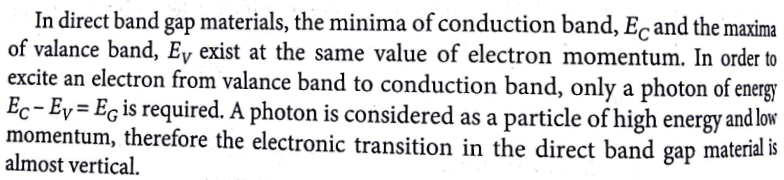 In direct band gap materials, the minima of conduction band, E_C and the maxima
of valance band, E_V exist at the same value of electron momentum. In order to
excite an electron from valance band to conduction band, only a photon of energy
E_C – E_V = E_G is required. A photon is considered as a particle of high energy and low
momentum, therefore the electronic transition in the direct band gap material is
almost vertical.